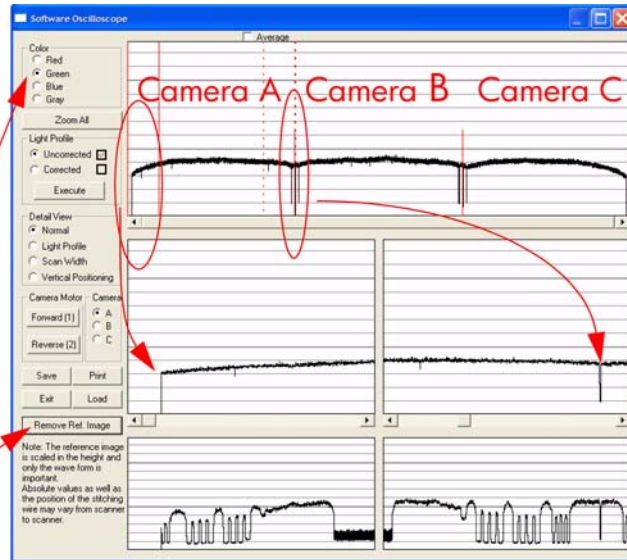 Software Oscilloscope
Average
Color
Red
Green
Blue
Gray
Zoom All
Light Profile
Uncorrected
Corrected
Execute
Detail View
Normal
Light Profile
Scan Width
Vertical Positioning
Camera Motor
Camera
Forward (1)
Reverse (2)
A
B
C
Save
Print
Exit
Load
Remove Ref. Image
Note: The reference image
is scaled in the height and
only the wave form is
important.
Absolute values as well as
the position of the stitching
wire may vary from scanner
to scanner.
Camera A
Camera B
Camera C